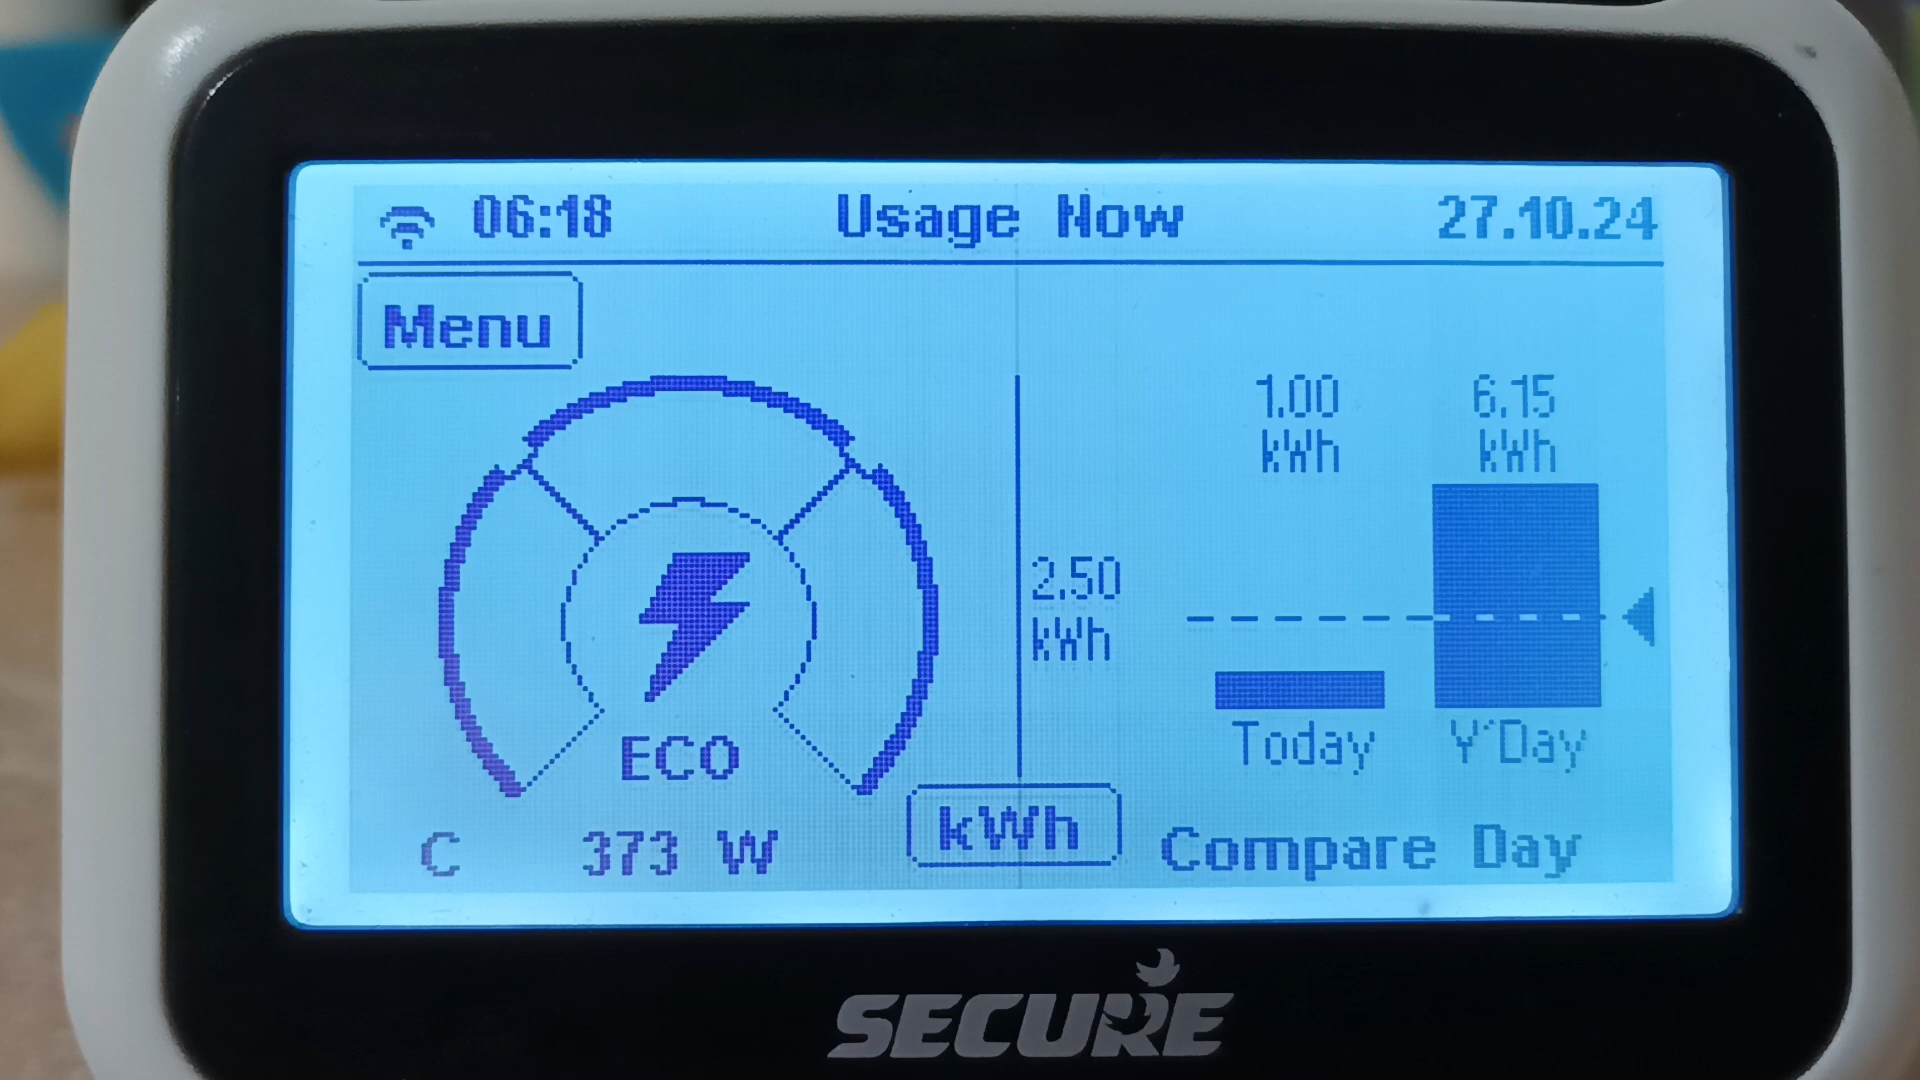 06:18 Usage Now 27.10.24
Menu
1.00 kWh
6.15 kWh
2.50 kWh
ECO
Today Y'Day
C 373 W
kWh
Compare Day
SECURE